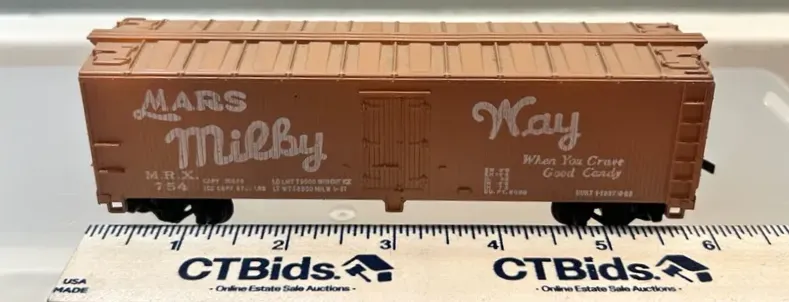 MARS
Milky
Way
When You Crave
Good Candy
M.R.X.
754
1 2 3 4 5 6
USA
MADE
CTBids.
- Online Estate Sale Auctions -
CTBids.
- Online Estate Sale Auctions -